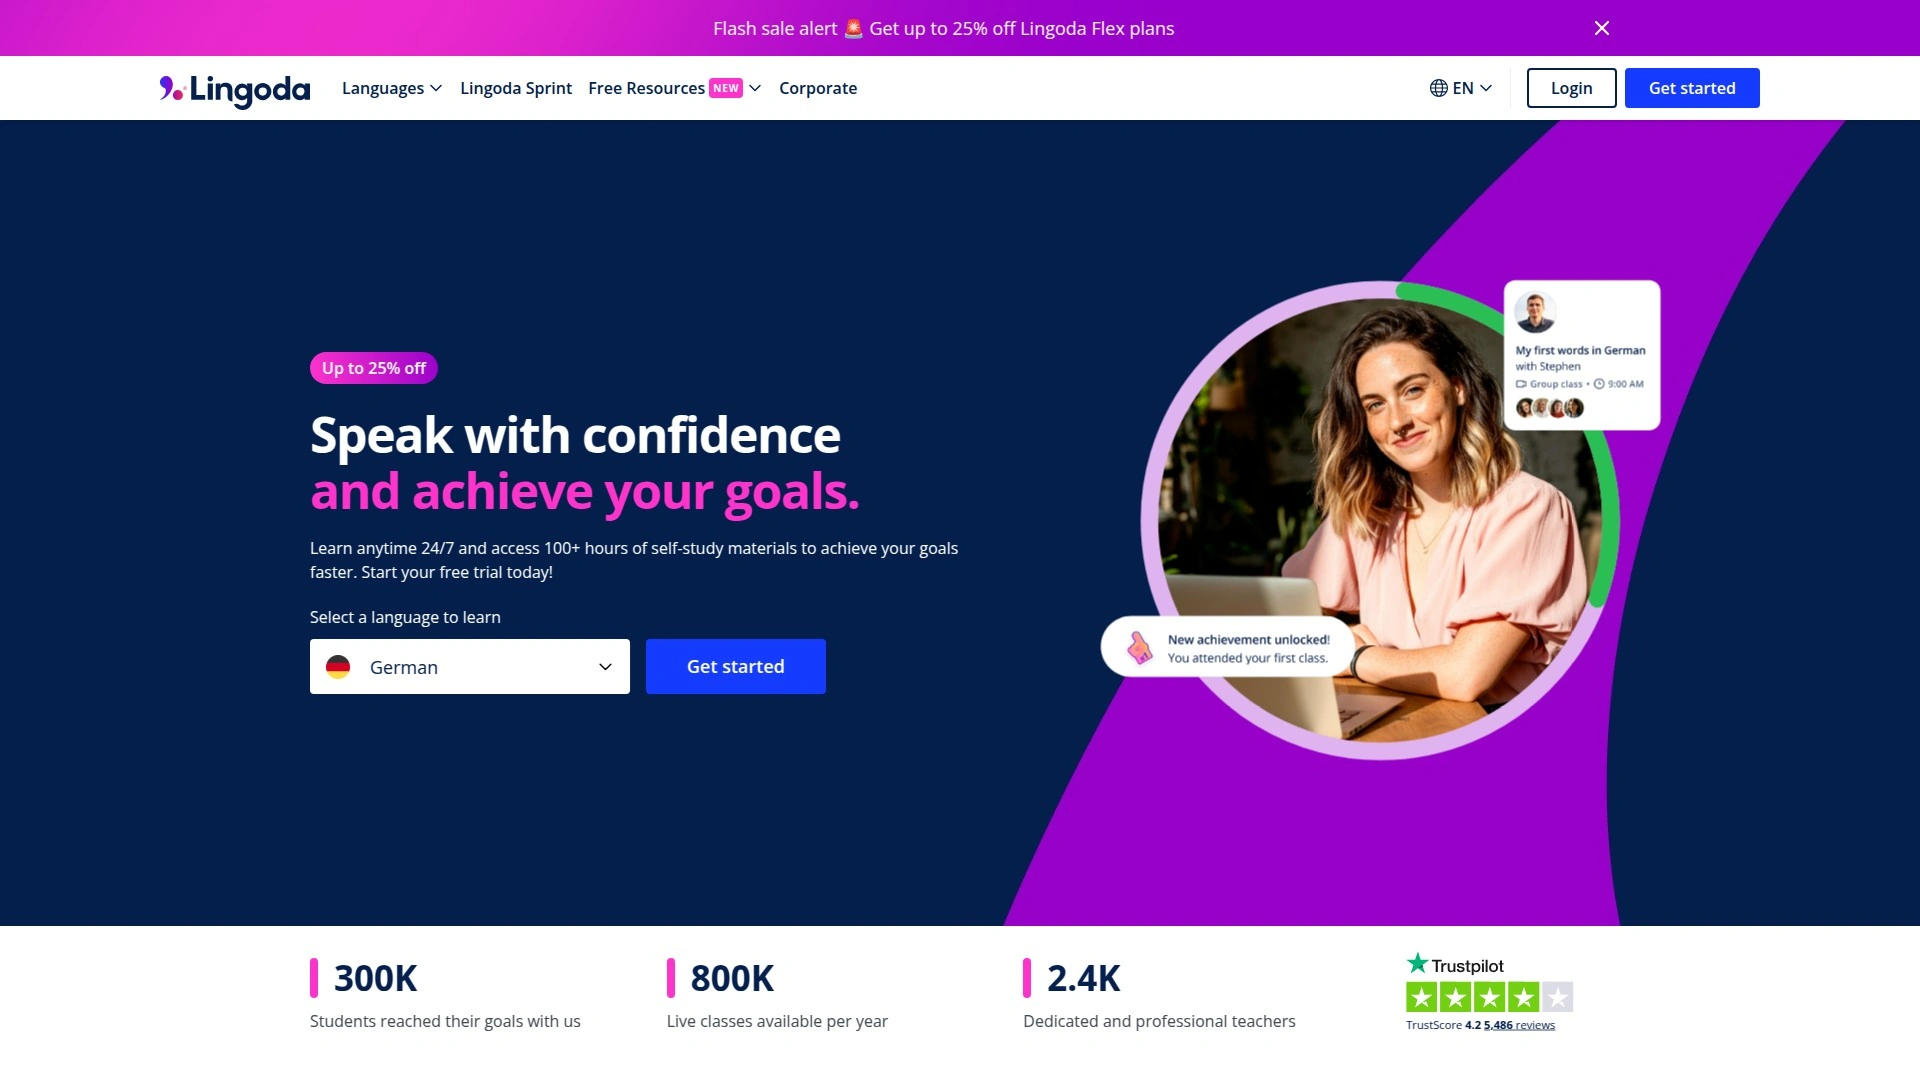 Flash sale alert 🚨 Get up to 25% off Lingoda Flex plans
Lingoda
Languages
Lingoda Sprint
Free Resources NEW
Corporate
EN
Login
Get started
Up to 25% off
Speak with confidence
and achieve your goals.
Learn anytime 24/7 and access 100+ hours of self-study materials to achieve your goals
faster. Start your free trial today!
Select a language to learn
German
Get started
My first words in German
with Stephen
Group class • 9:00 AM
New achievement unlocked!
You attended your first class.
300K
Students reached their goals with us
800K
Live classes available per year
2.4K
Dedicated and professional teachers
Trustpilot
TrustScore 4.2 5,486 reviews